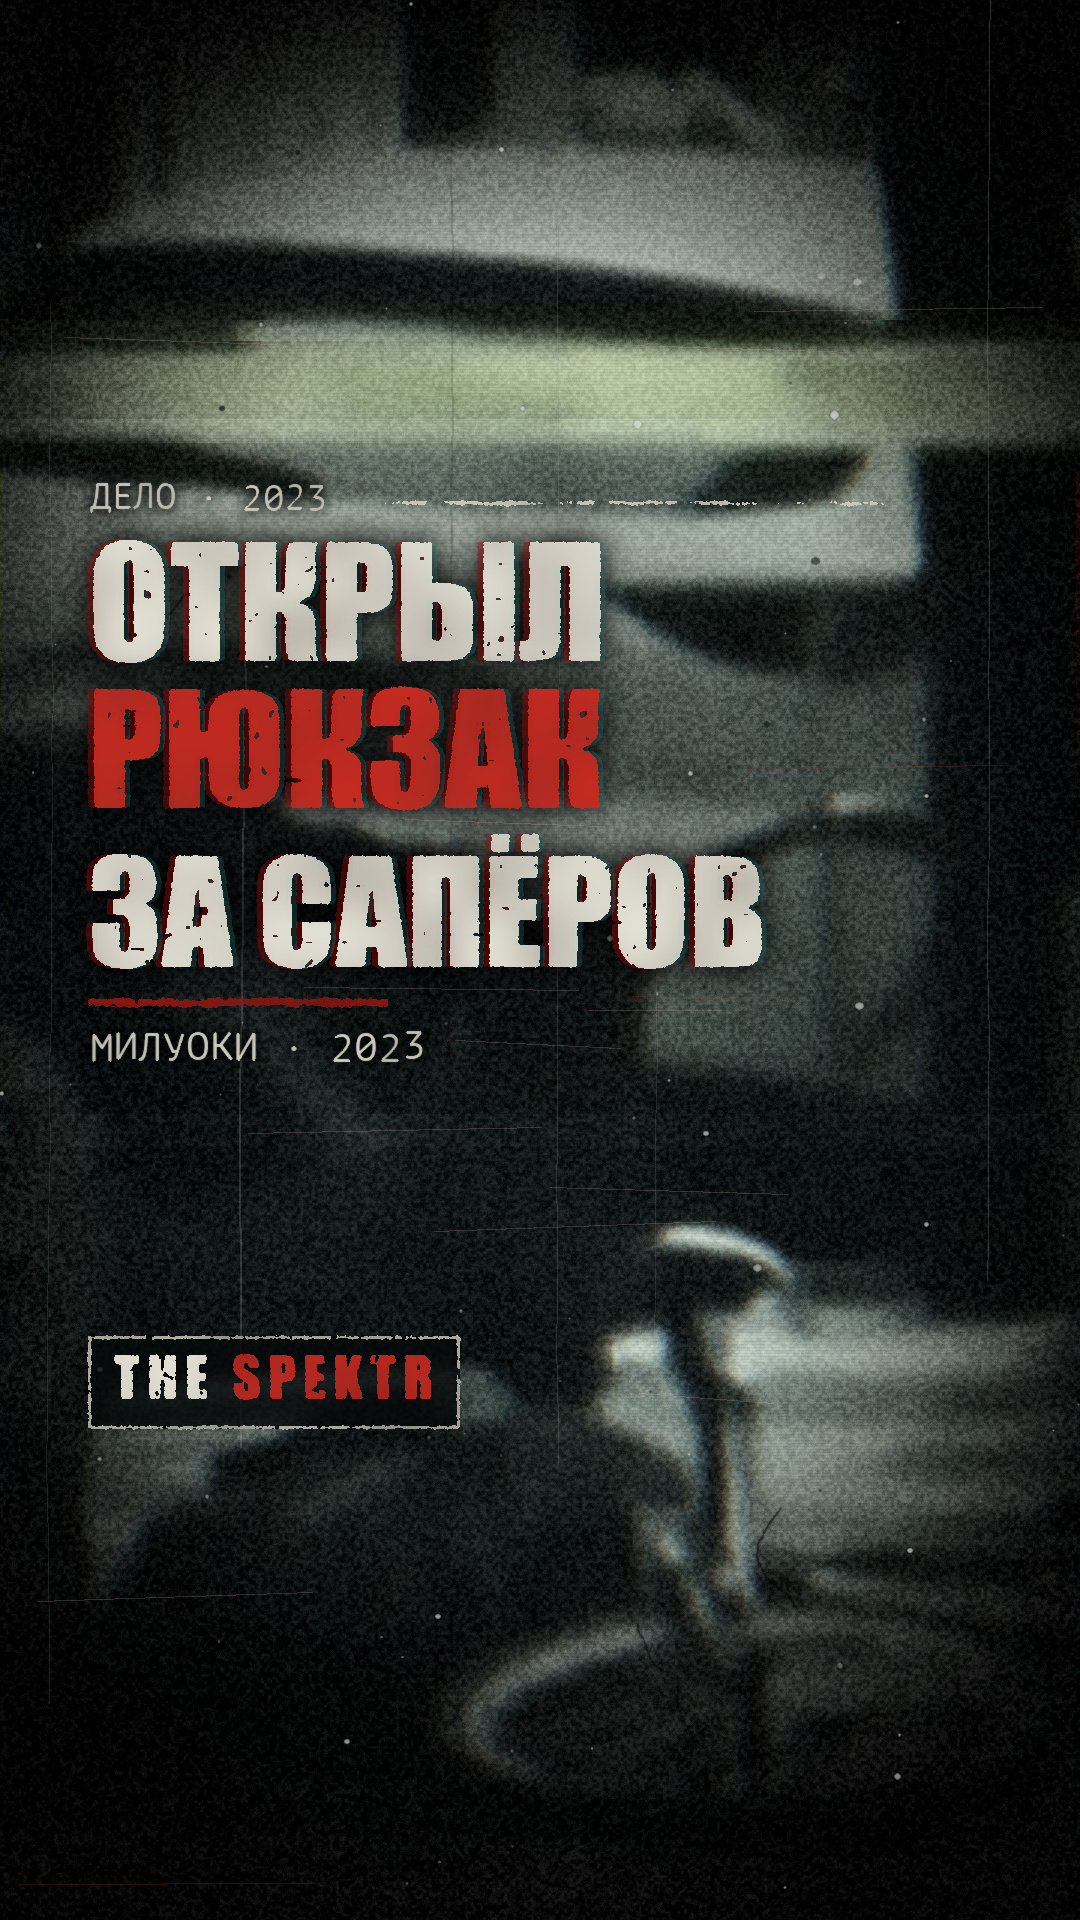 ДЕЛО · 2023
ОТКРЫЛ
РЮКЗАК
ЗА САПЁРОВ
МИЛУОКИ · 2023
THE SPEKTR